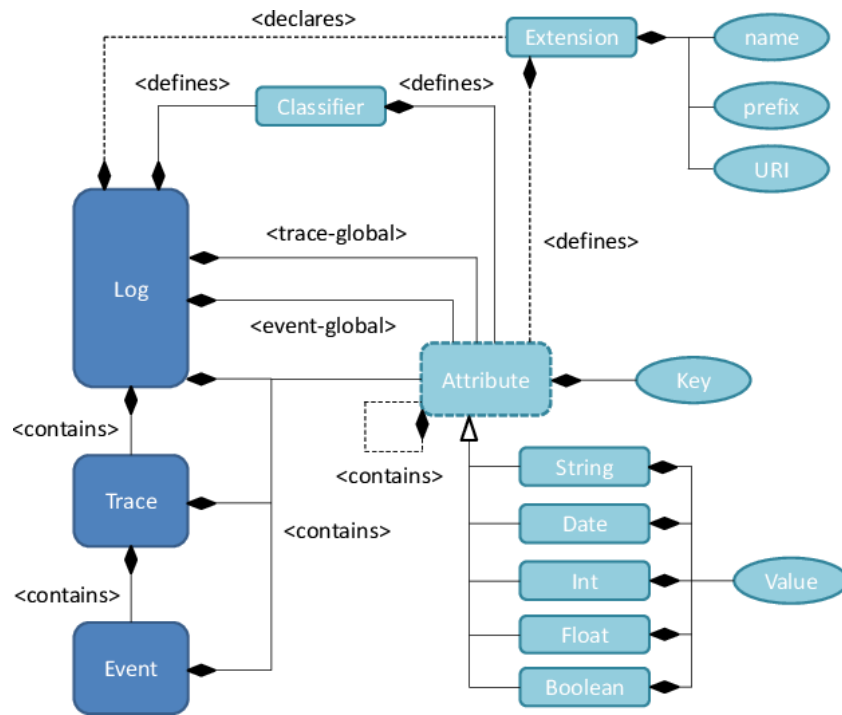 <declares>
Extension
name
<defines>
<defines>
Classifier
prefix
URI
<trace-global>
<defines>
Log
<event-global>
Attribute
Key
<contains>
<contains>
String
Trace
Date
<contains>
<contains>
Int
Value
Float
Event
Boolean